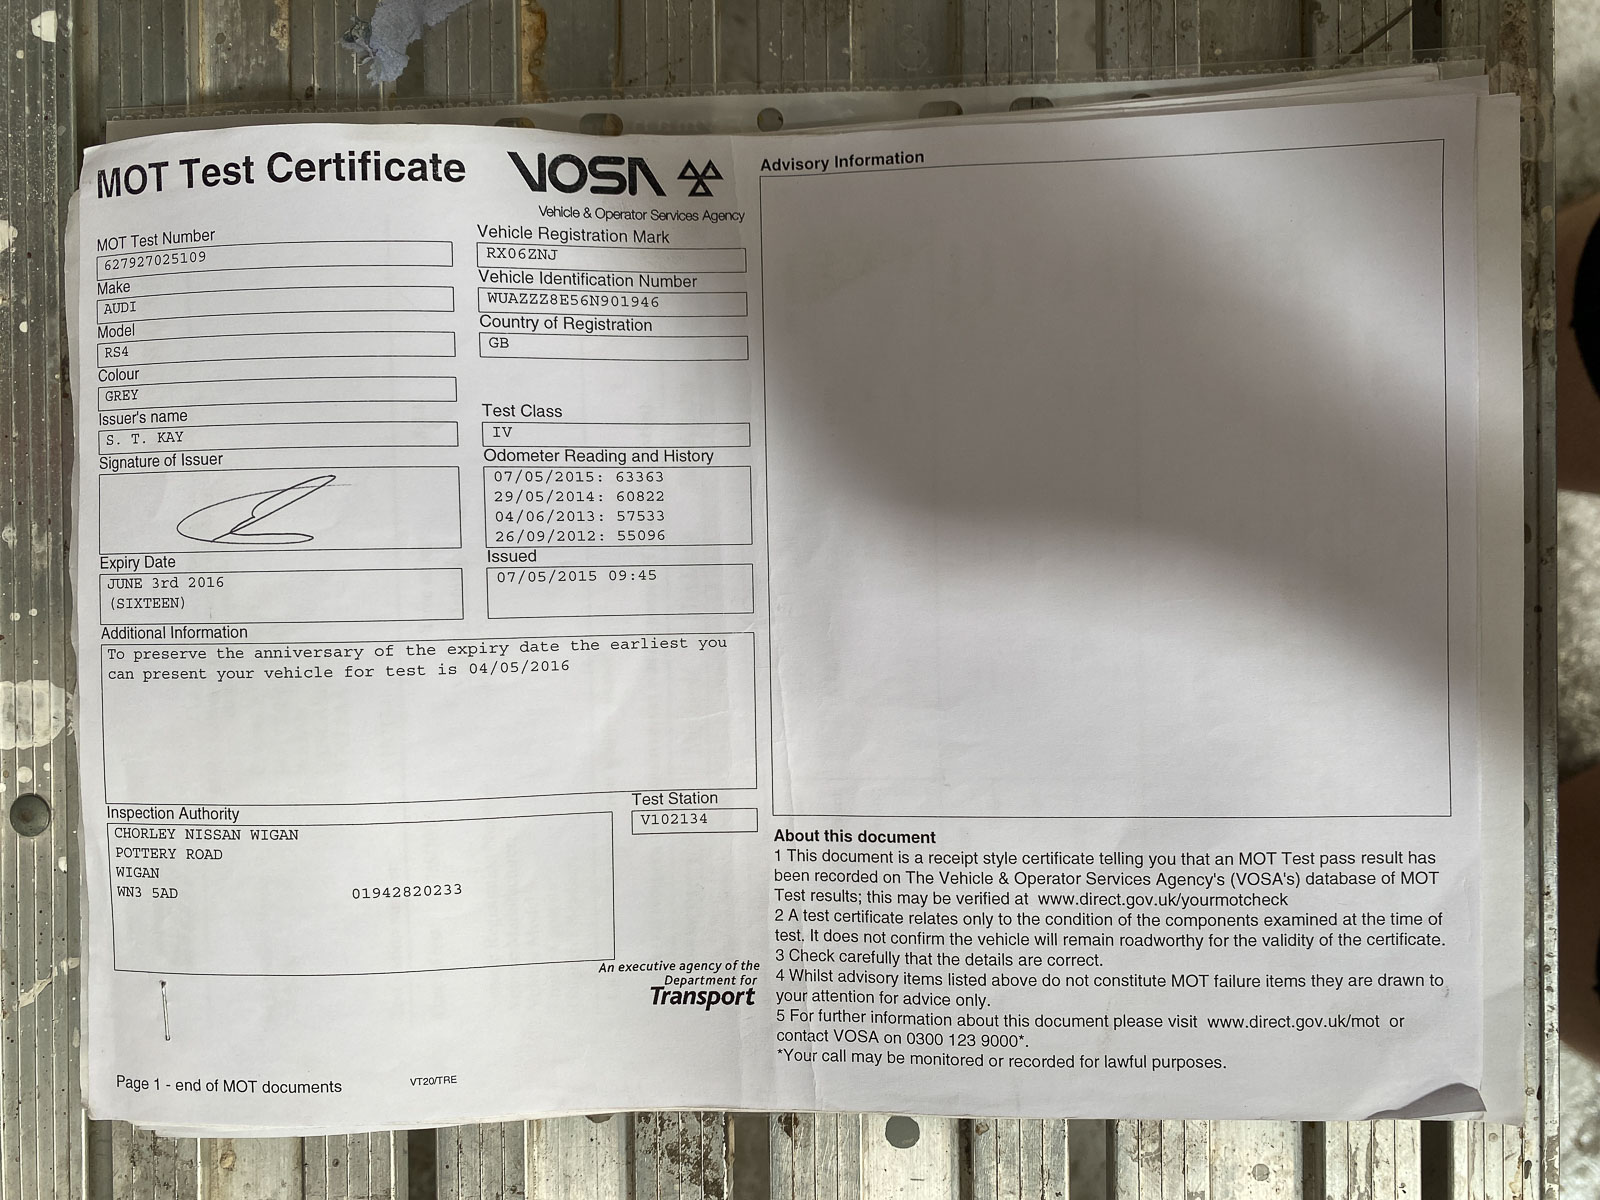 MOT Test Certificate
VOSA
Vehicle & Operator Services Agency
MOT Test Number
627927025109
Make
AUDI
Model
RS4
Colour
GREY
Issuer's name
S. T. KAY
Signature of Issuer
Expiry Date
JUNE 3rd 2016
(SIXTEEN)
Vehicle Registration Mark
RX06ZNJ
Vehicle Identification Number
WUAZZZ8E56N901946
Country of Registration
GB
Test Class
IV
Odometer Reading and History
07/05/2015: 63363
29/05/2014: 60822
04/06/2013: 57533
26/09/2012: 55096
Issued
07/05/2015 09:45
Additional Information
To preserve the anniversary of the expiry date the earliest you
can present your vehicle for test is 04/05/2016
Inspection Authority
CHORLEY NISSAN WIGAN
POTTERY ROAD
WIGAN
WN3 5AD 01942820233
Test Station
V102134
An executive agency of the
Department for
Transport
Page 1 - end of MOT documents
VT20/TRE
Advisory Information
About this document
1 This document is a receipt style certificate telling you that an MOT Test pass result has
been recorded on The Vehicle & Operator Services Agency's (VOSA's) database of MOT
Test results; this may be verified at www.direct.gov.uk/yourmotcheck
2 A test certificate relates only to the condition of the components examined at the time of
test. It does not confirm the vehicle will remain roadworthy for the validity of the certificate.
3 Check carefully that the details are correct.
4 Whilst advisory items listed above do not constitute MOT failure items they are drawn to
your attention for advice only.
5 For further information about this document please visit www.direct.gov.uk/mot or
contact VOSA on 0300 123 9000*.
*Your call may be monitored or recorded for lawful purposes.